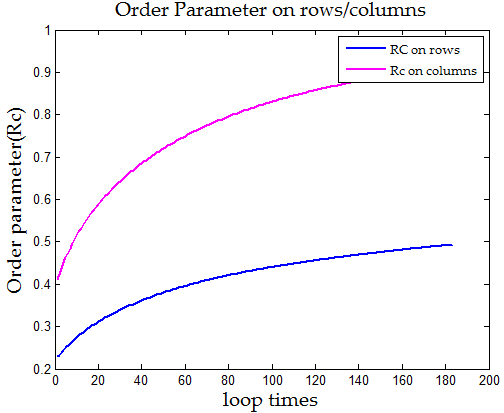 Order Parameter on rows/columns
RC on rows
Rc on columns
Order parameter(Rc)
1
0.9
0.8
0.7
0.6
0.5
0.4
0.3
0.2
0 20 40 60 80 100 120 140 160 180 200
loop times